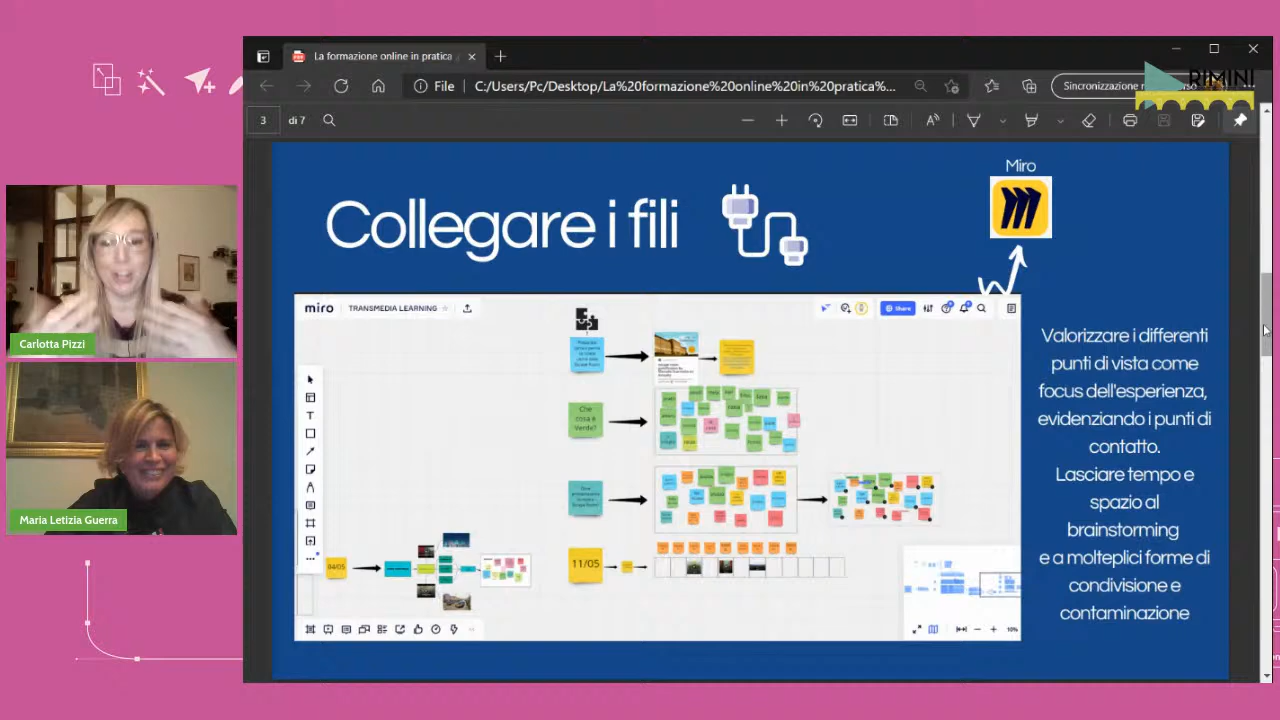 La formazione online in pratica
File
C:/Users/Pc/Desktop/La%20formazione%20online%20in%20pratica%...
Sincronizzazione
RIMINI
3 di 7
Miro
Collegare i fili
miro
TRANSMEDIA LEARNING
Share
Che
cosa è
Verde?
04/05
11/05
10%
Valorizzare i differenti
punti di vista come
focus dell'esperienza,
evidenziando i punti di
contatto.
Lasciare tempo e
spazio al
brainstorming
e a molteplici forme di
condivisione e
contaminazione
Carlotta Pizzi
Maria Letizia Guerra